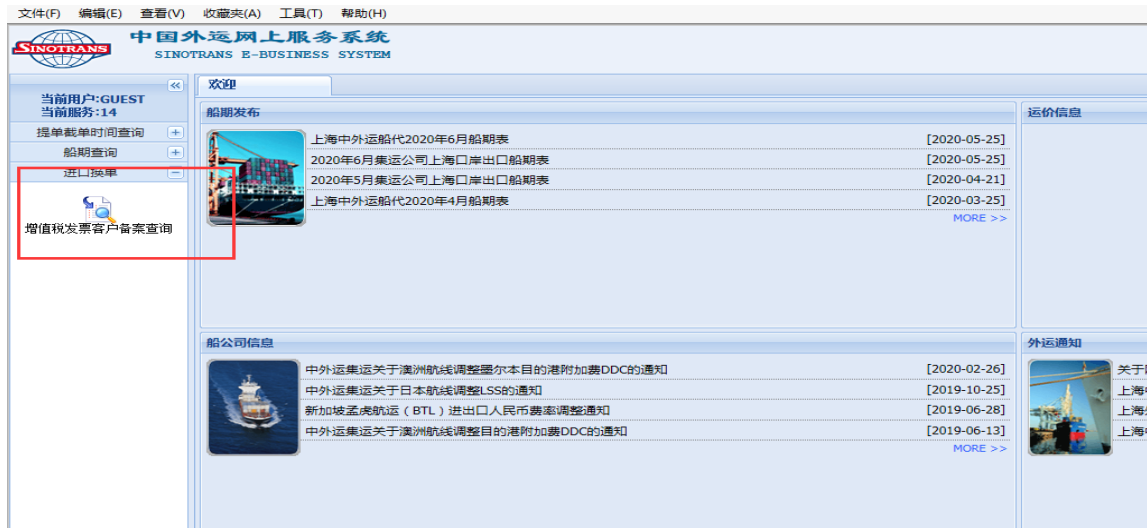 文件(F) 编辑(E) 查看(V) 收藏夹(A) 工具(T) 帮助(H)
SINOTRANS
中国外运网上服务系统
SINOTRANS E-BUSINESS SYSTEM
当前用户:GUEST
当前服务:14
提单截单时间查询
船期查询
进口换单
增值税发票客户备案查询
欢迎
船期发布
上海中外运船代2020年6月船期表 [2020-05-25]
2020年6月集运公司上海口岸出口船期表 [2020-05-25]
2020年5月集运公司上海口岸出口船期表 [2020-04-21]
上海中外运船代2020年4月船期表 [2020-03-25]
MORE >>
运价信息
船公司信息
中外运集运关于澳洲航线调整墨尔本目的港附加费DDC的通知 [2020-02-26]
中外运集运关于日本航线调整LSS的通知 [2019-10-25]
新加坡孟虎航运(BTL)进出口人民币费率调整通知 [2019-06-28]
中外运集运关于澳洲航线调整目的港附加费DDC的通知 [2019-06-13]
MORE >>
外运通知
关于
上海
上海
上海